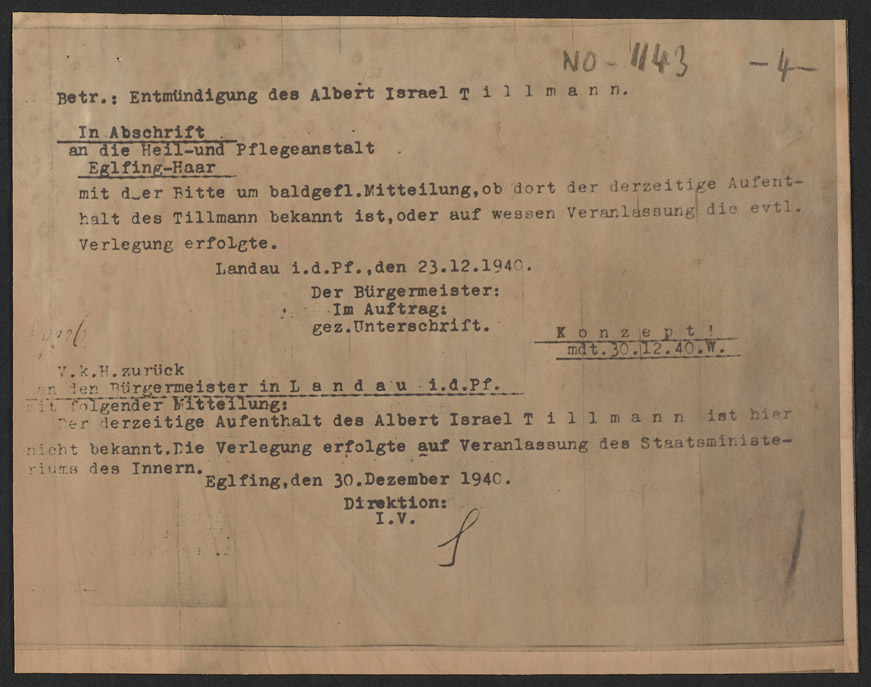 NO-1143 -4-
Betr.: Entmündigung des Albert Israel T i l l m a n n.
In Abschrift
an die Heil-und Pflegeanstalt
Eglfing-Haar
mit d_er Bitte um baldgefl.Mitteilung,ob dort der derzeitige Aufent-
halt des Tillmann bekannt ist,oder auf wessen Veranlassung die evtl.
Verlegung erfolgte.
Landau i.d.Pf.,den 23.12.1940.
Der Bürgermeister:
Im Auftrag:
gez.Unterschrift.
K o n z e p t !
mdt.30.12.40.W.
V.k.H.zurück
an den Bürgermeister in L a n d a u i.d.Pf.
mit folgender Mitteilung:
Der derzeitige Aufenthalt des Albert Israel T i l l m a n n ist hier
nicht bekannt.Die Verlegung erfolgte auf Veranlassung des Staatsministe-
riums des Innern.
Eglfing,den 30.Dezember 1940.
Direktion:
I.V.